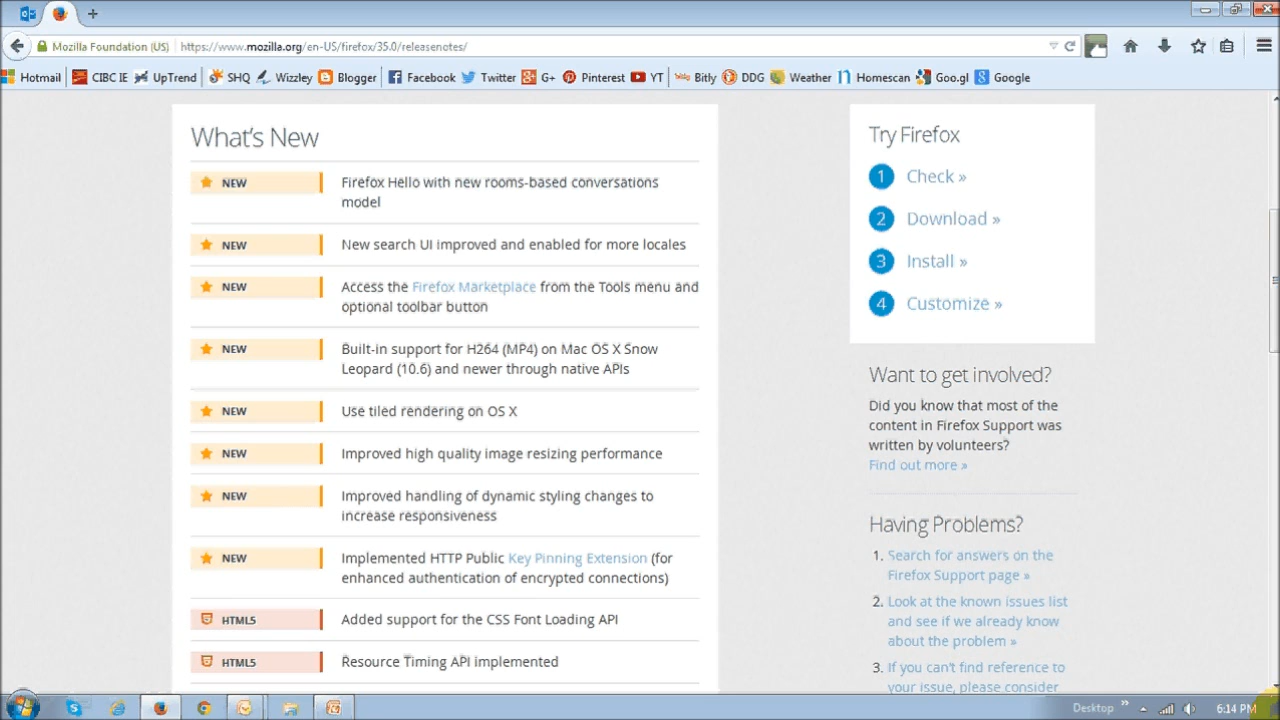 Mozilla Foundation (US) https://www.mozilla.org/en-US/firefox/35.0/releasenotes/
Hotmail CIBC IE UpTrend SHQ Wizzley Blogger Facebook Twitter G+ Pinterest YT Bitly DDG Weather Homescan Goo.gl Google
What's New
NEW Firefox Hello with new rooms-based conversations
model
NEW New search UI improved and enabled for more locales
NEW Access the Firefox Marketplace from the Tools menu and
optional toolbar button
NEW Built-in support for H264 (MP4) on Mac OS X Snow
Leopard (10.6) and newer through native APIs
NEW Use tiled rendering on OS X
NEW Improved high quality image resizing performance
NEW Improved handling of dynamic styling changes to
increase responsiveness
NEW Implemented HTTP Public Key Pinning Extension (for
enhanced authentication of encrypted connections)
HTML5 Added support for the CSS Font Loading API
HTML5 Resource Timing API implemented
Try Firefox
1 Check »
2 Download »
3 Install »
4 Customize »
Want to get involved?
Did you know that most of the
content in Firefox Support was
written by volunteers?
Find out more »
Having Problems?
1. Search for answers on the
Firefox Support page »
2. Look at the known issues list
and see if we already know
about the problem »
3. If you can't find reference to
your issue, please consider
Desktop » 6:14 PM